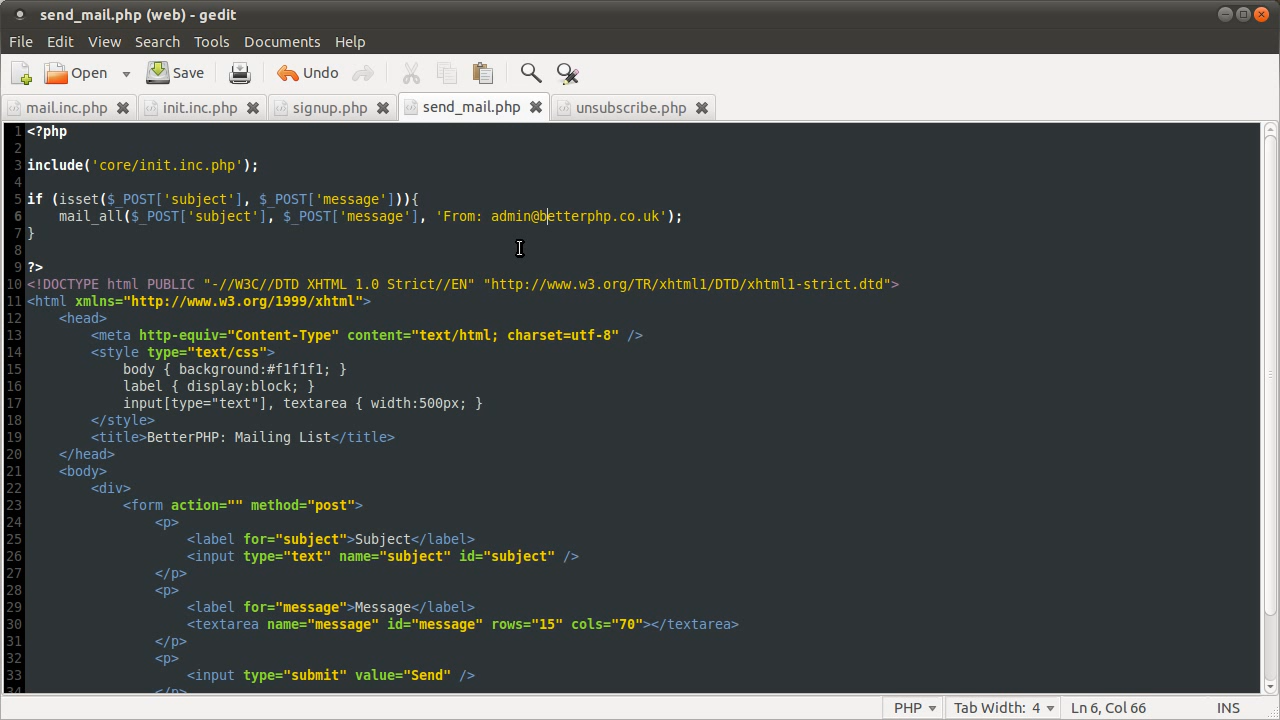 send_mail.php (web) - gedit
File Edit View Search Tools Documents Help
Open Save Undo
mail.inc.php init.inc.php signup.php send_mail.php unsubscribe.php
1 <?php
2
3 include('core/init.inc.php');
4
5 if (isset($_POST['subject'], $_POST['message'])){
6     mail_all($_POST['subject'], $_POST['message'], 'From: admin@betterphp.co.uk');
7 }
8
9 ?>
10 <!DOCTYPE html PUBLIC "-//W3C//DTD XHTML 1.0 Strict//EN" "http://www.w3.org/TR/xhtml1/DTD/xhtml1-strict.dtd">
11 <html xmlns="http://www.w3.org/1999/xhtml">
12     <head>
13         <meta http-equiv="Content-Type" content="text/html; charset=utf-8" />
14         <style type="text/css">
15             body { background:#f1f1f1; }
16             label { display:block; }
17             input[type="text"], textarea { width:500px; }
18         </style>
19         <title>BetterPHP: Mailing List</title>
20     </head>
21     <body>
22         <div>
23             <form action="" method="post">
24                 <p>
25                     <label for="subject">Subject</label>
26                     <input type="text" name="subject" id="subject" />
27                 </p>
28                 <p>
29                     <label for="message">Message</label>
30                     <textarea name="message" id="message" rows="15" cols="70"></textarea>
31                 </p>
32                 <p>
33                     <input type="submit" value="Send" />
34                 </p>
PHP Tab Width: 4 Ln 6, Col 66 INS